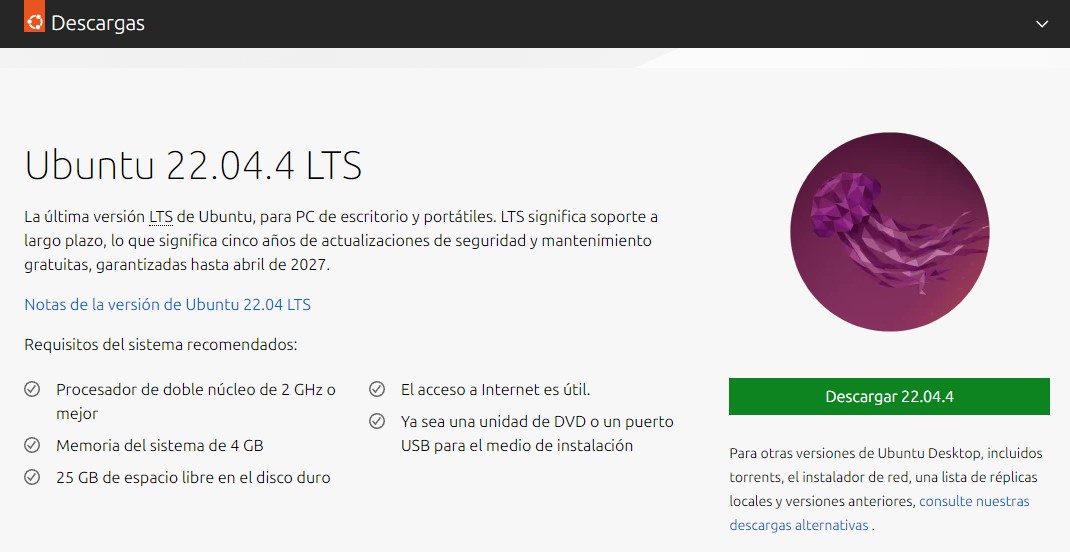 Descargas
Ubuntu 22.04.4 LTS
La última versión LTS de Ubuntu, para PC de escritorio y portátiles. LTS significa soporte a
largo plazo, lo que significa cinco años de actualizaciones de seguridad y mantenimiento
gratuitas, garantizadas hasta abril de 2027.
Notas de la versión de Ubuntu 22.04 LTS
Requisitos del sistema recomendados:
Procesador de doble núcleo de 2 GHz o
mejor
Memoria del sistema de 4 GB
25 GB de espacio libre en el disco duro
El acceso a Internet es útil.
Ya sea una unidad de DVD o un puerto
USB para el medio de instalación
Descargar 22.04.4
Para otras versiones de Ubuntu Desktop, incluidos
torrents, el instalador de red, una lista de réplicas
locales y versiones anteriores, consulte nuestras
descargas alternativas .